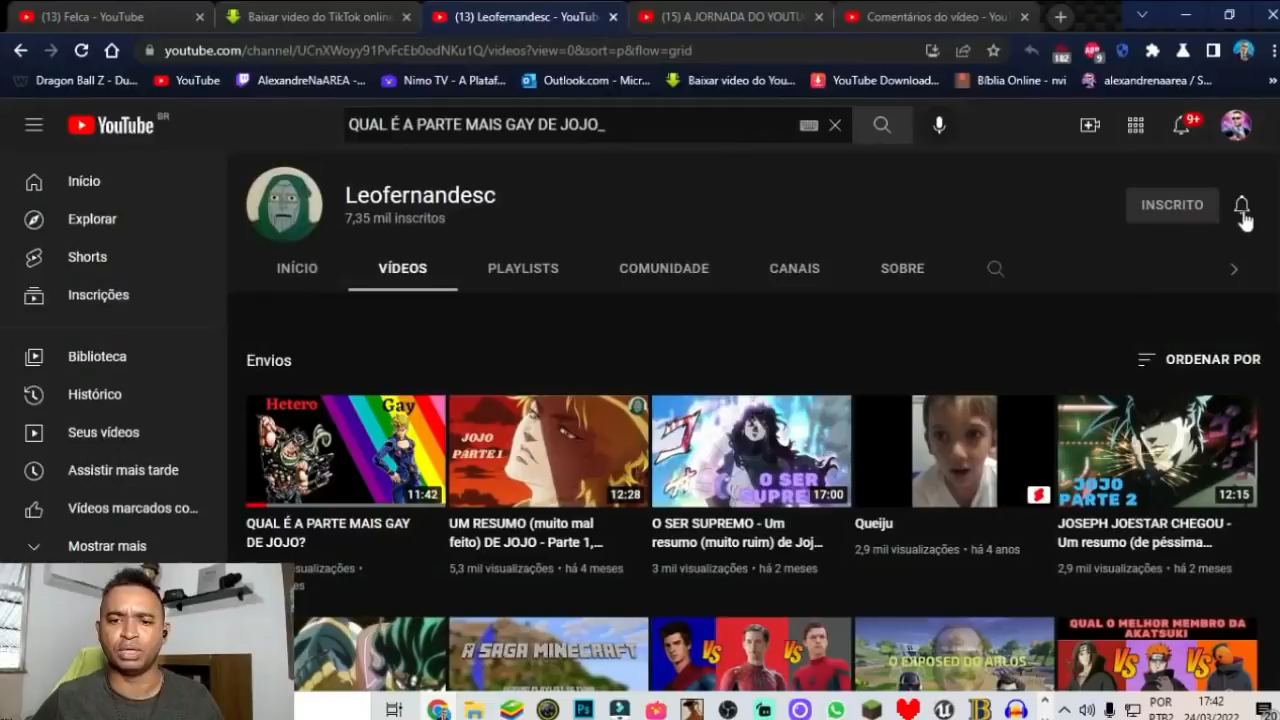 (13) Felca - YouTube
Baixar video do TikTok online
(13) Leofernandesc - YouTub
(15) A JORNADA DO YOUTU
Comentários do vídeo - You
youtube.com/channel/UCnXWoyy91PvFcEb0odNKu1Q/videos?view=0&sort=p&flow=grid
182
9
Dragon Ball Z - Du...
YouTube
AlexandreNaAREA -...
Nimo TV - A Plataf...
Outlook.com - Micr...
Baixar video do You...
YouTube Download...
Bíblia Online - nvi
alexandrenaarea / S...
YouTube BR
QUAL É A PARTE MAIS GAY DE JOJO_
9+
Início
Explorar
Shorts
Inscrições
Biblioteca
Histórico
Seus vídeos
Assistir mais tarde
Vídeos marcados co...
Mostrar mais
Leofernandesc
7,35 mil inscritos
INSCRITO
INÍCIO
VÍDEOS
PLAYLISTS
COMUNIDADE
CANAIS
SOBRE
Envios
ORDENAR POR
Hetero
Gay
11:42
QUAL É A PARTE MAIS GAY
DE JOJO?
JOJO
PARTE 1
12:28
UM RESUMO (muito mal
feito) DE JOJO - Parte 1,...
5,3 mil visualizações • há 4 meses
O SER
SUPREMO
17:00
O SER SUPREMO - Um
resumo (muito ruim) de Joj...
3 mil visualizações • há 2 meses
Queiju
2,9 mil visualizações • há 4 anos
JOJO
PARTE 2
12:15
JOSEPH JOESTAR CHEGOU -
Um resumo (de péssima...
2,9 mil visualizações • há 2 meses
A SAGA MINECRAFT
VS
VS
O EXPOSED DO ARLOS
QUAL O MELHOR MEMBRO DA
AKATSUKI
VS
VS
POR
PTB2
17:42
24/03/2022